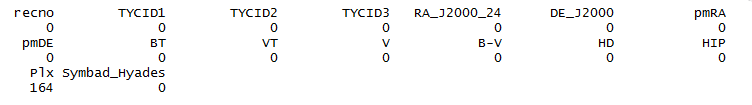 recno TYCID1 TYCID2 TYCID3 RA_J2000_24 DE_J2000 pmRA
0 0 0 0 0 0 0
pmDE BT VT V B-V HD HIP
0 0 0 0 0 0 0
Plx Symbad_Hyades
164 0